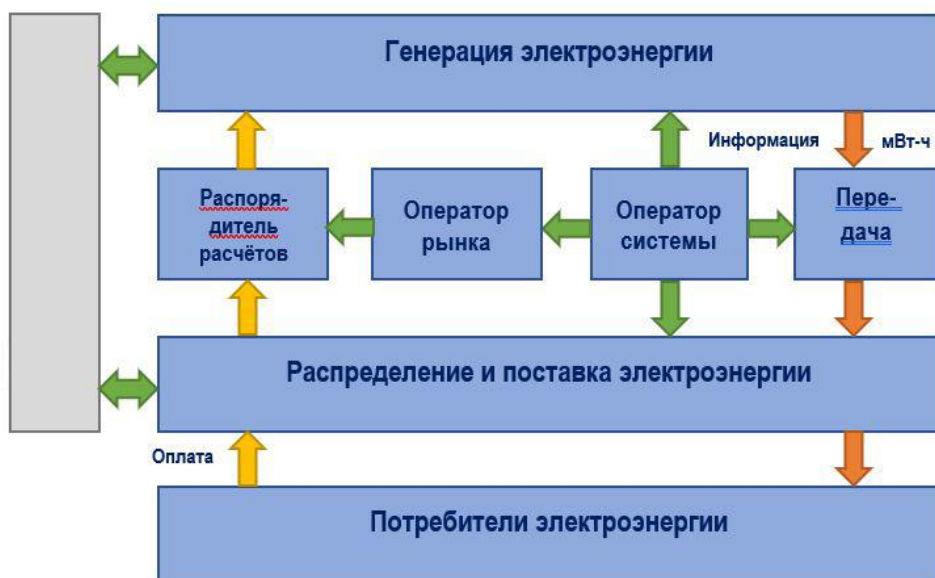 Генерация электроэнергии
Информация
мВт-ч
Распоря-
дитель
расчётов
Оператор
рынка
Оператор
системы
Пере-
дача
Распределение и поставка электроэнергии
Оплата
Потребители электроэнергии